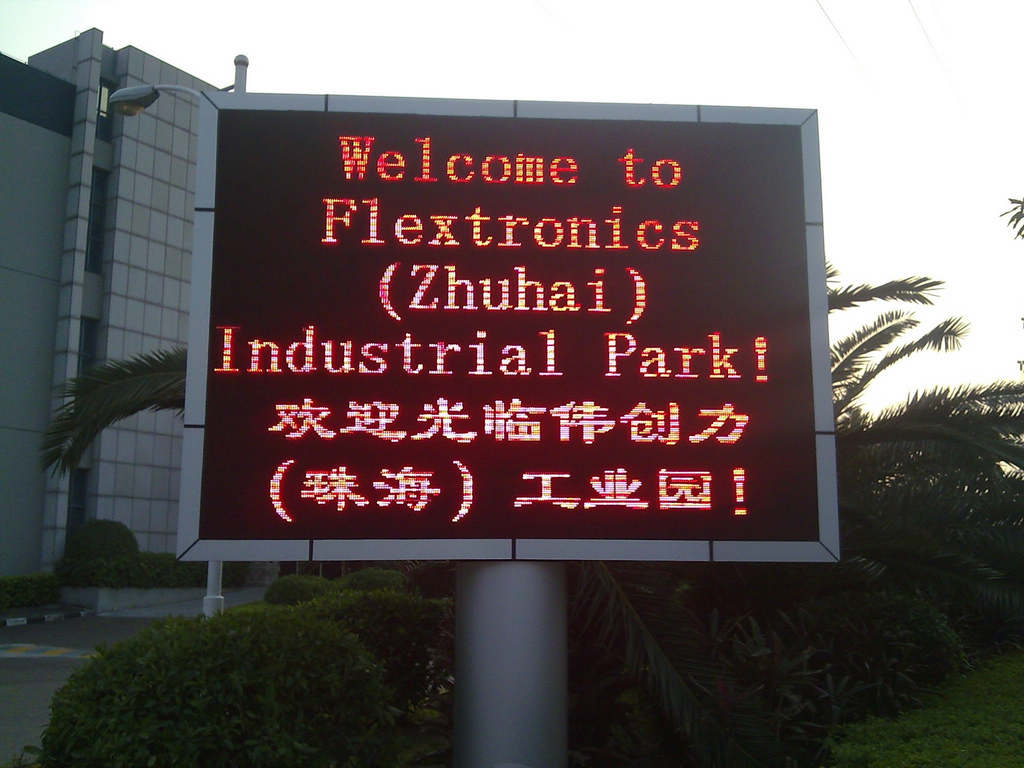 Welcome to
Flextronics
(Zhuhai)
Industrial Park!
欢迎光临伟创力
(珠海) 工业园!